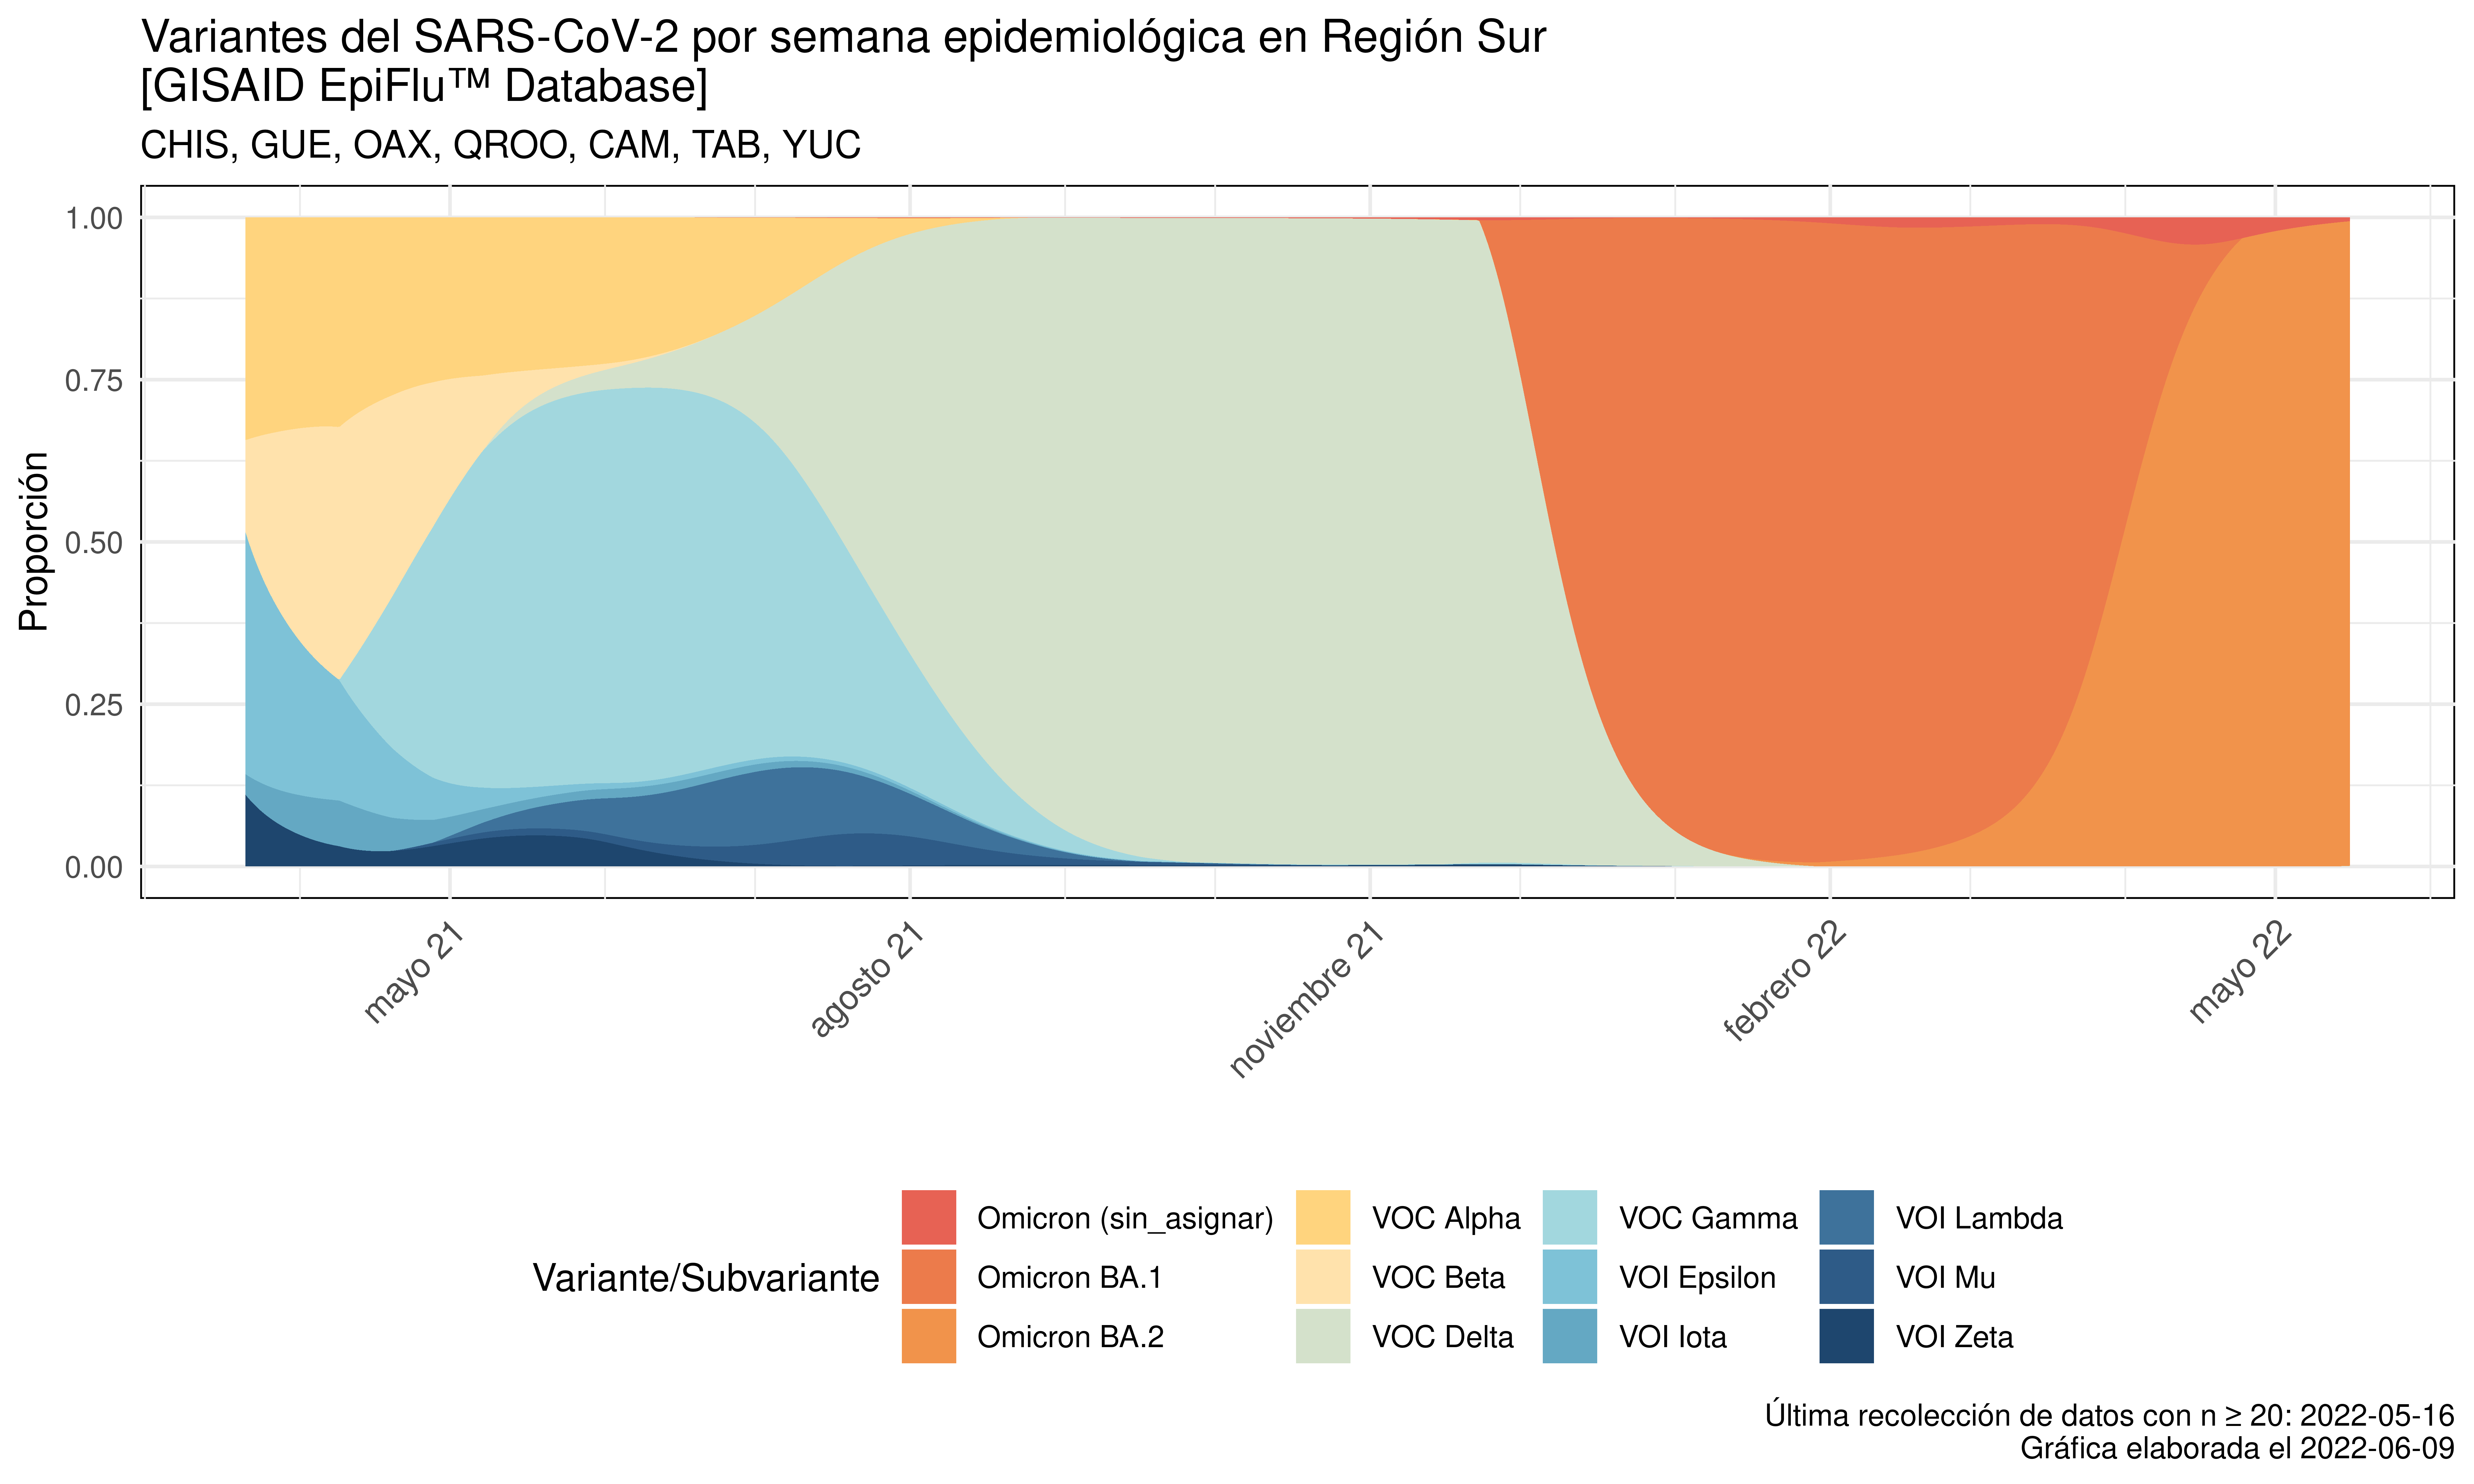 Variantes del SARS-CoV-2 por semana epidemiológica en Región Sur
[GISAID EpiFlu™ Database]
CHIS, GUE, OAX, QROO, CAM, TAB, YUC
Proporción
1.00
0.75
0.50
0.25
0.00
mayo 21
agosto 21
noviembre 21
febrero 22
mayo 22
Variante/Subvariante
Omicron (sin_asignar)
Omicron BA.1
Omicron BA.2
VOC Alpha
VOC Beta
VOC Delta
VOC Gamma
VOI Epsilon
VOI Iota
VOI Lambda
VOI Mu
VOI Zeta
Última recolección de datos con n ≥ 20: 2022-05-16
Gráfica elaborada el 2022-06-09